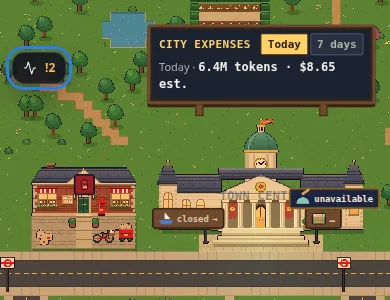 CITY EXPENSES Today 7 days
Today · 6.4M tokens · $8.65
est.
!2
unavailable
closed →